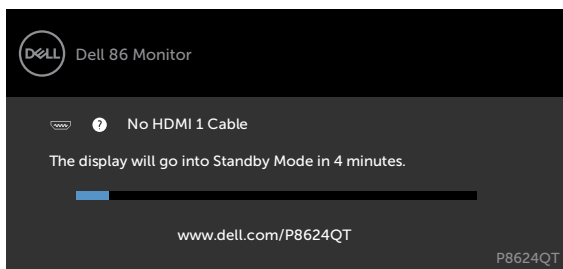 DELL Dell 86 Monitor
? No HDMI 1 Cable
The display will go into Standby Mode in 4 minutes.
www.dell.com/P8624QT
P8624QT